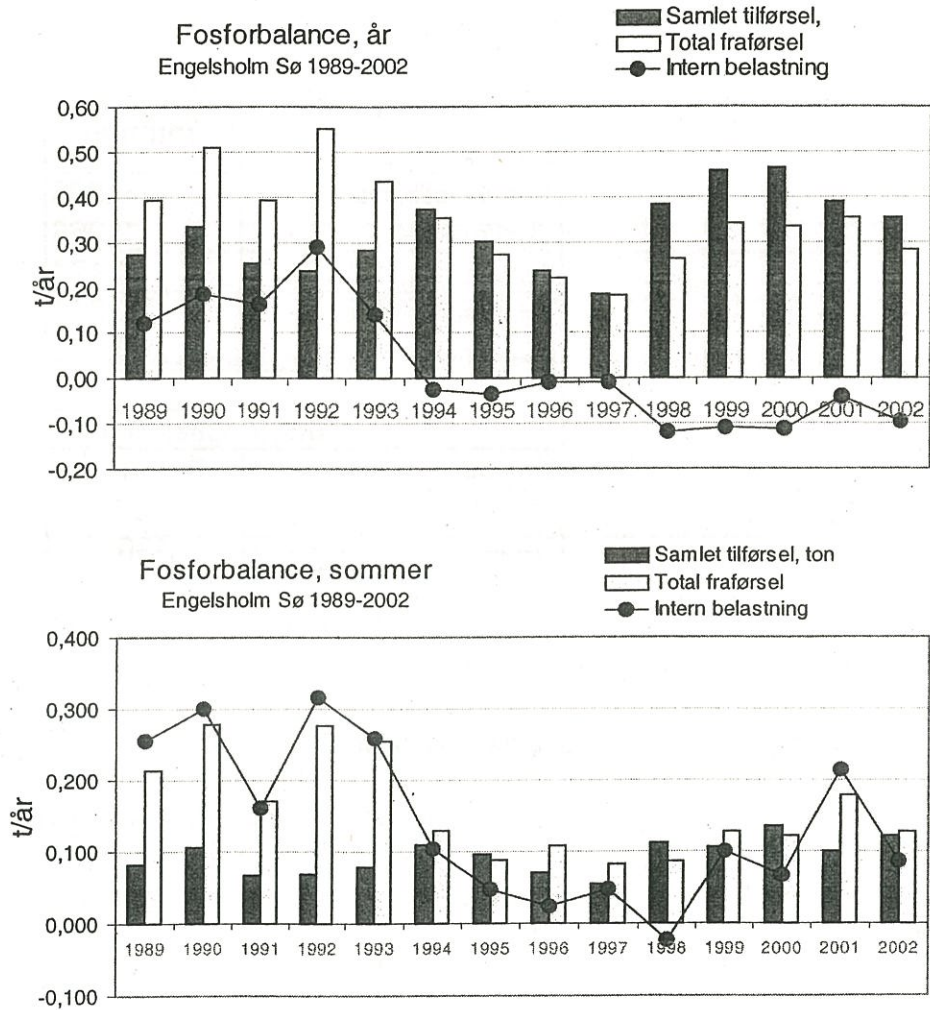 Fosforbalance, år
Engelsholm Sø 1989-2002
Samlet tilførsel,
Total fraførsel
Intern belastning
t/år
0,60
0,50
0,40
0,30
0,20
0,10
0,00
-0,10
-0,20
1989 1990 1991 1992 1993 1994 1995 1996 1997 1998 1999 2000 2001 2002
Fosforbalance, sommer
Engelsholm Sø 1989-2002
Samlet tilførsel, ton
Total fraførsel
Intern belastning
t/år
0,400
0,300
0,200
0,100
0,000
-0,100
1989 1990 1991 1992 1993 1994 1995 1996 1997 1998 1999 2000 2001 2002